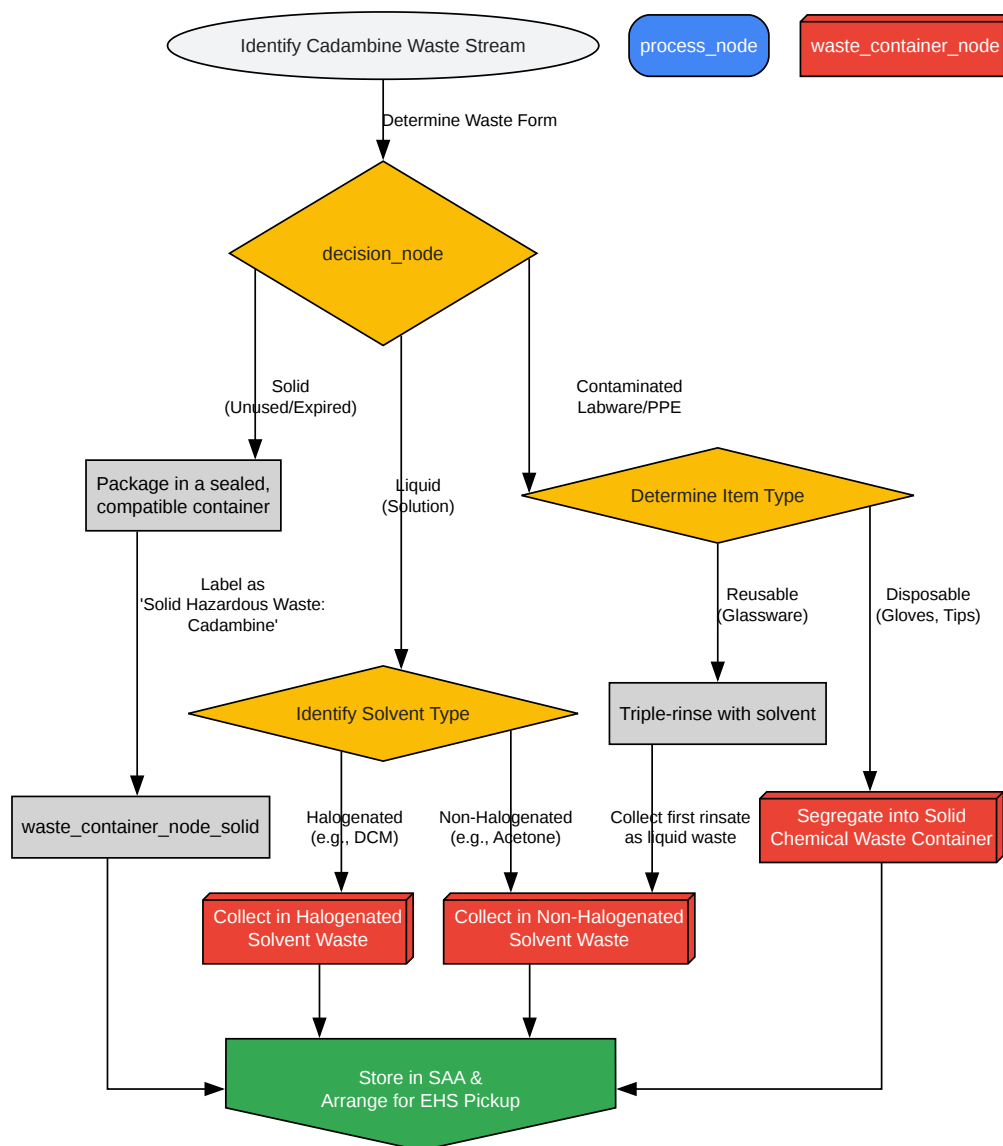 Identify Cadambine Waste Stream
process_node
waste_container_node
Determine Waste Form
decision_node
Solid
(Unused/Expired)
Contaminated
Labware/PPE
Package in a sealed,
compatible container
Liquid
(Solution)
Determine Item Type
Label as
'Solid Hazardous Waste:
Cadambine'
Reusable
(Glassware)
Disposable
(Gloves, Tips)
Identify Solvent Type
Triple-rinse with solvent
waste_container_node_solid
Halogenated
(e.g., DCM)
Non-Halogenated
(e.g., Acetone)
Collect first rinsate
as liquid waste
Segregate into Solid
Chemical Waste Container
Collect in Halogenated
Solvent Waste
Collect in Non-Halogenated
Solvent Waste
Store in SAA &
Arrange for EHS Pickup